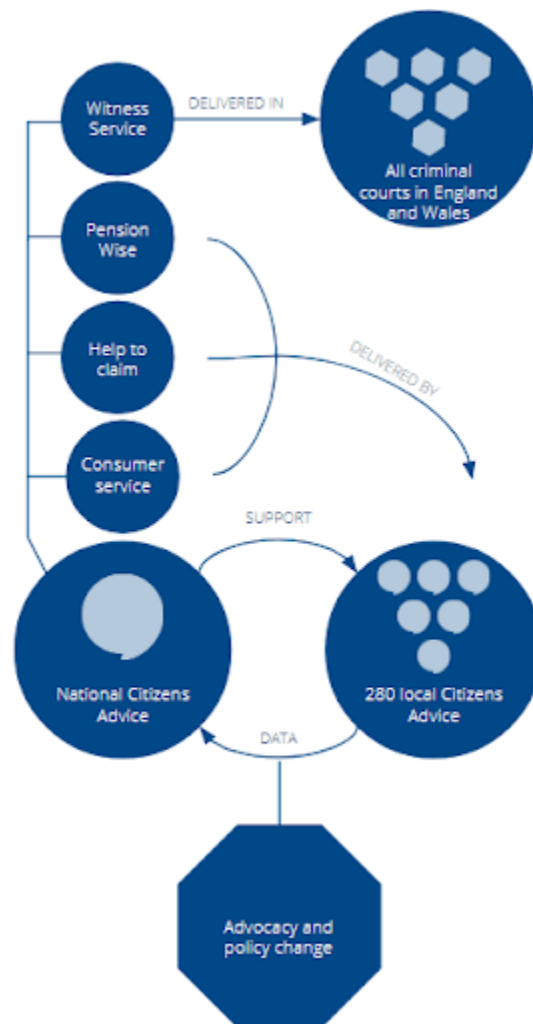 Witness
Service
DELIVERED IN
All criminal
courts in England
and Wales
Pension
Wise
Help to
claim
DELIVERED BY
Consumer
service
SUPPORT
National Citizens
Advice
280 local Citizens
Advice
DATA
Advocacy and
policy change